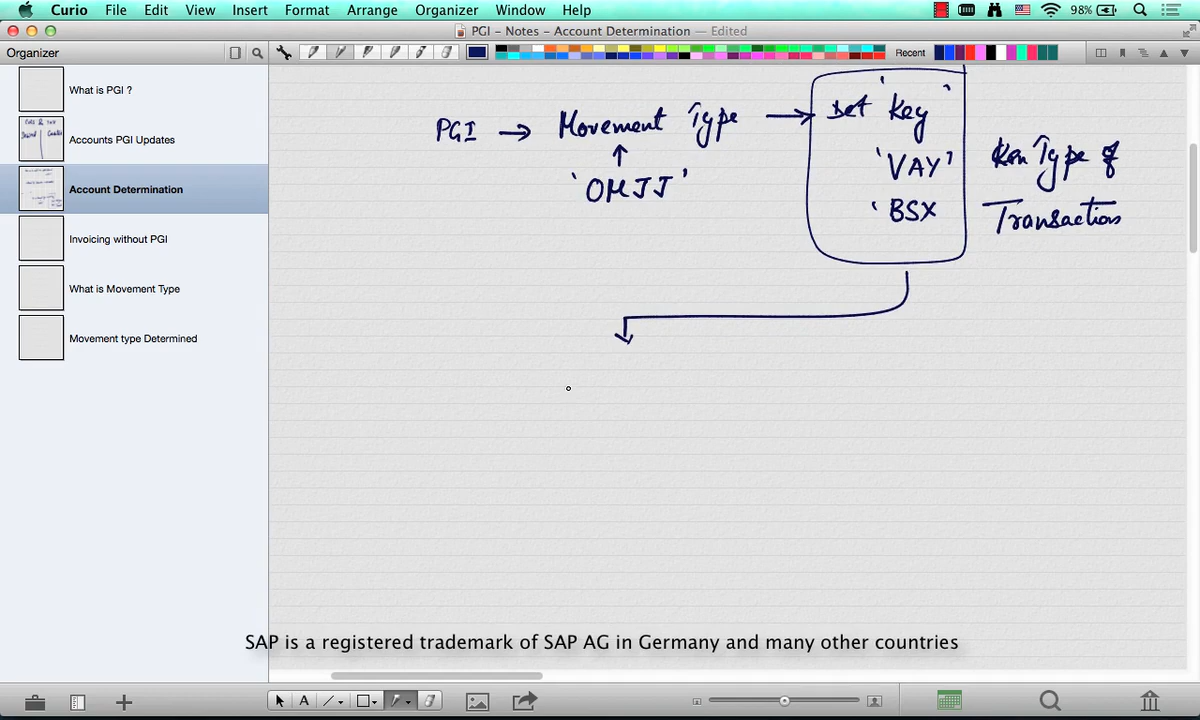 Curio File Edit View Insert Format Arrange Organizer Window Help 98%
PGI - Notes - Account Determination — Edited
Organizer
Recent
What is PGI ?
Accounts PGI Updates
Account Determination
Invoicing without PGI
What is Movement Type
Movement type Determined
PGI → Movement Type → Det 'Key'
'OMJJ'
'VAY'
'BSX
Type of
Transaction
SAP is a registered trademark of SAP AG in Germany and many other countries
A